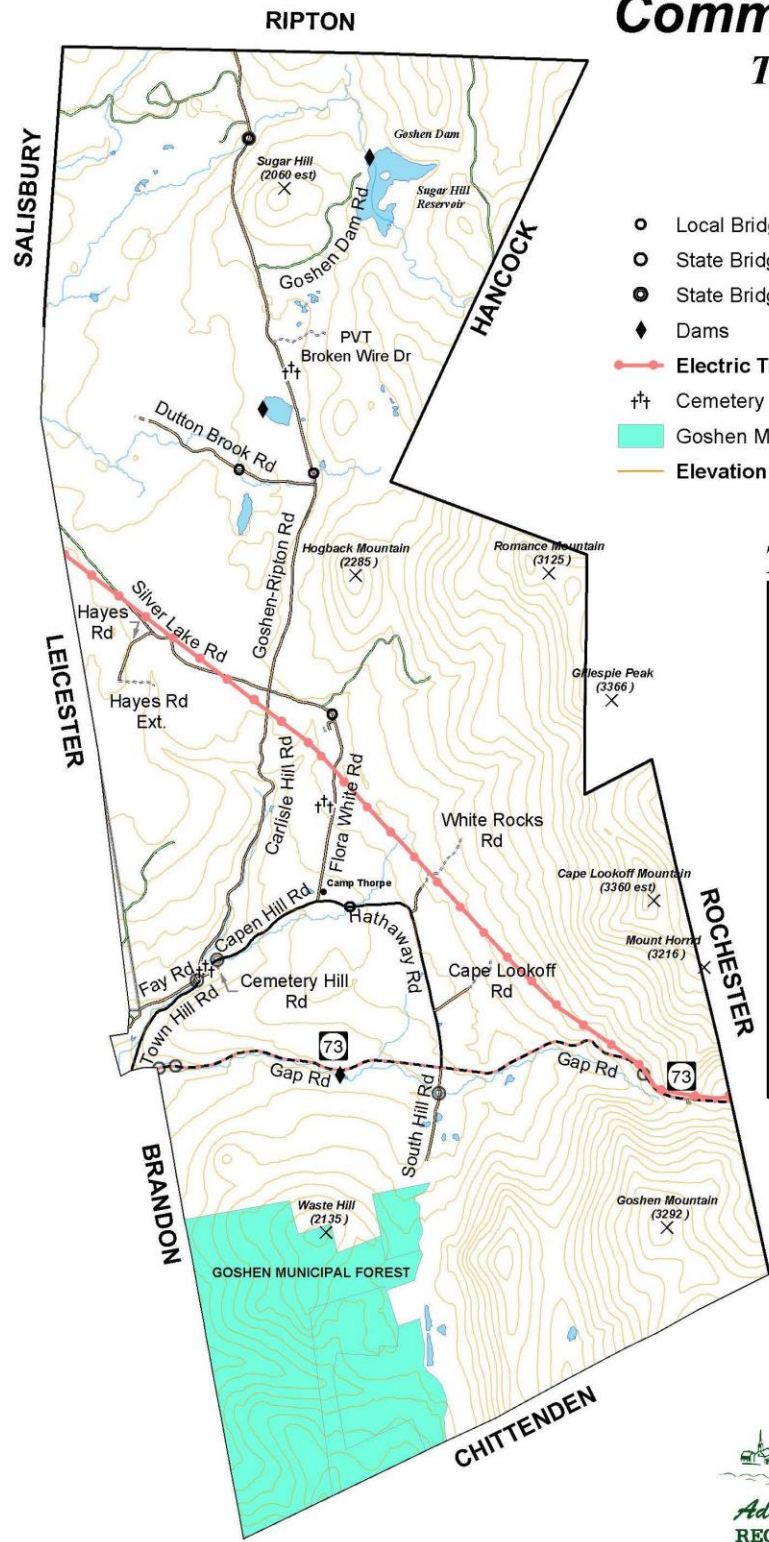 RIPTON
Comm
T
SALISBURY
Goshen Dam
Sugar Hill
(2060 est)
Sugar Hill
Reservoir
Goshen Dam Rd
HANCOCK
Local Bridg
State Bridg
State Bridg
Dams
Electric T
Cemetery
Goshen M
Elevation
PVT
Broken Wire Dr
Dutton Brook Rd
Goshen-Ripton Rd
Hogback Mountain
(2285 )
Romance Mountain
(3125 )
Silver Lake Rd
Hayes
Rd
Hayes Rd
Ext.
LEICESTER
Gillespie Peak
(3366 )
Carlisle Hill Rd
Flora White Rd
White Rocks
Rd
Camp Thorpe
Cape Lookoff Mountain
(3360 est)
ROCHESTER
Capen Hill Rd
Hathaway Rd
Mount Hornd
(3216 )
Fay Rd
Cemetery Hill
Rd
Cape Lookoff
Rd
Town Hill Rd
73
Gap Rd
Gap Rd
73
South Hill Rd
BRANDON
Waste Hill
(2135 )
Goshen Mountain
(3292 )
GOSHEN MUNICIPAL FOREST
CHITTENDEN
Ad
REG